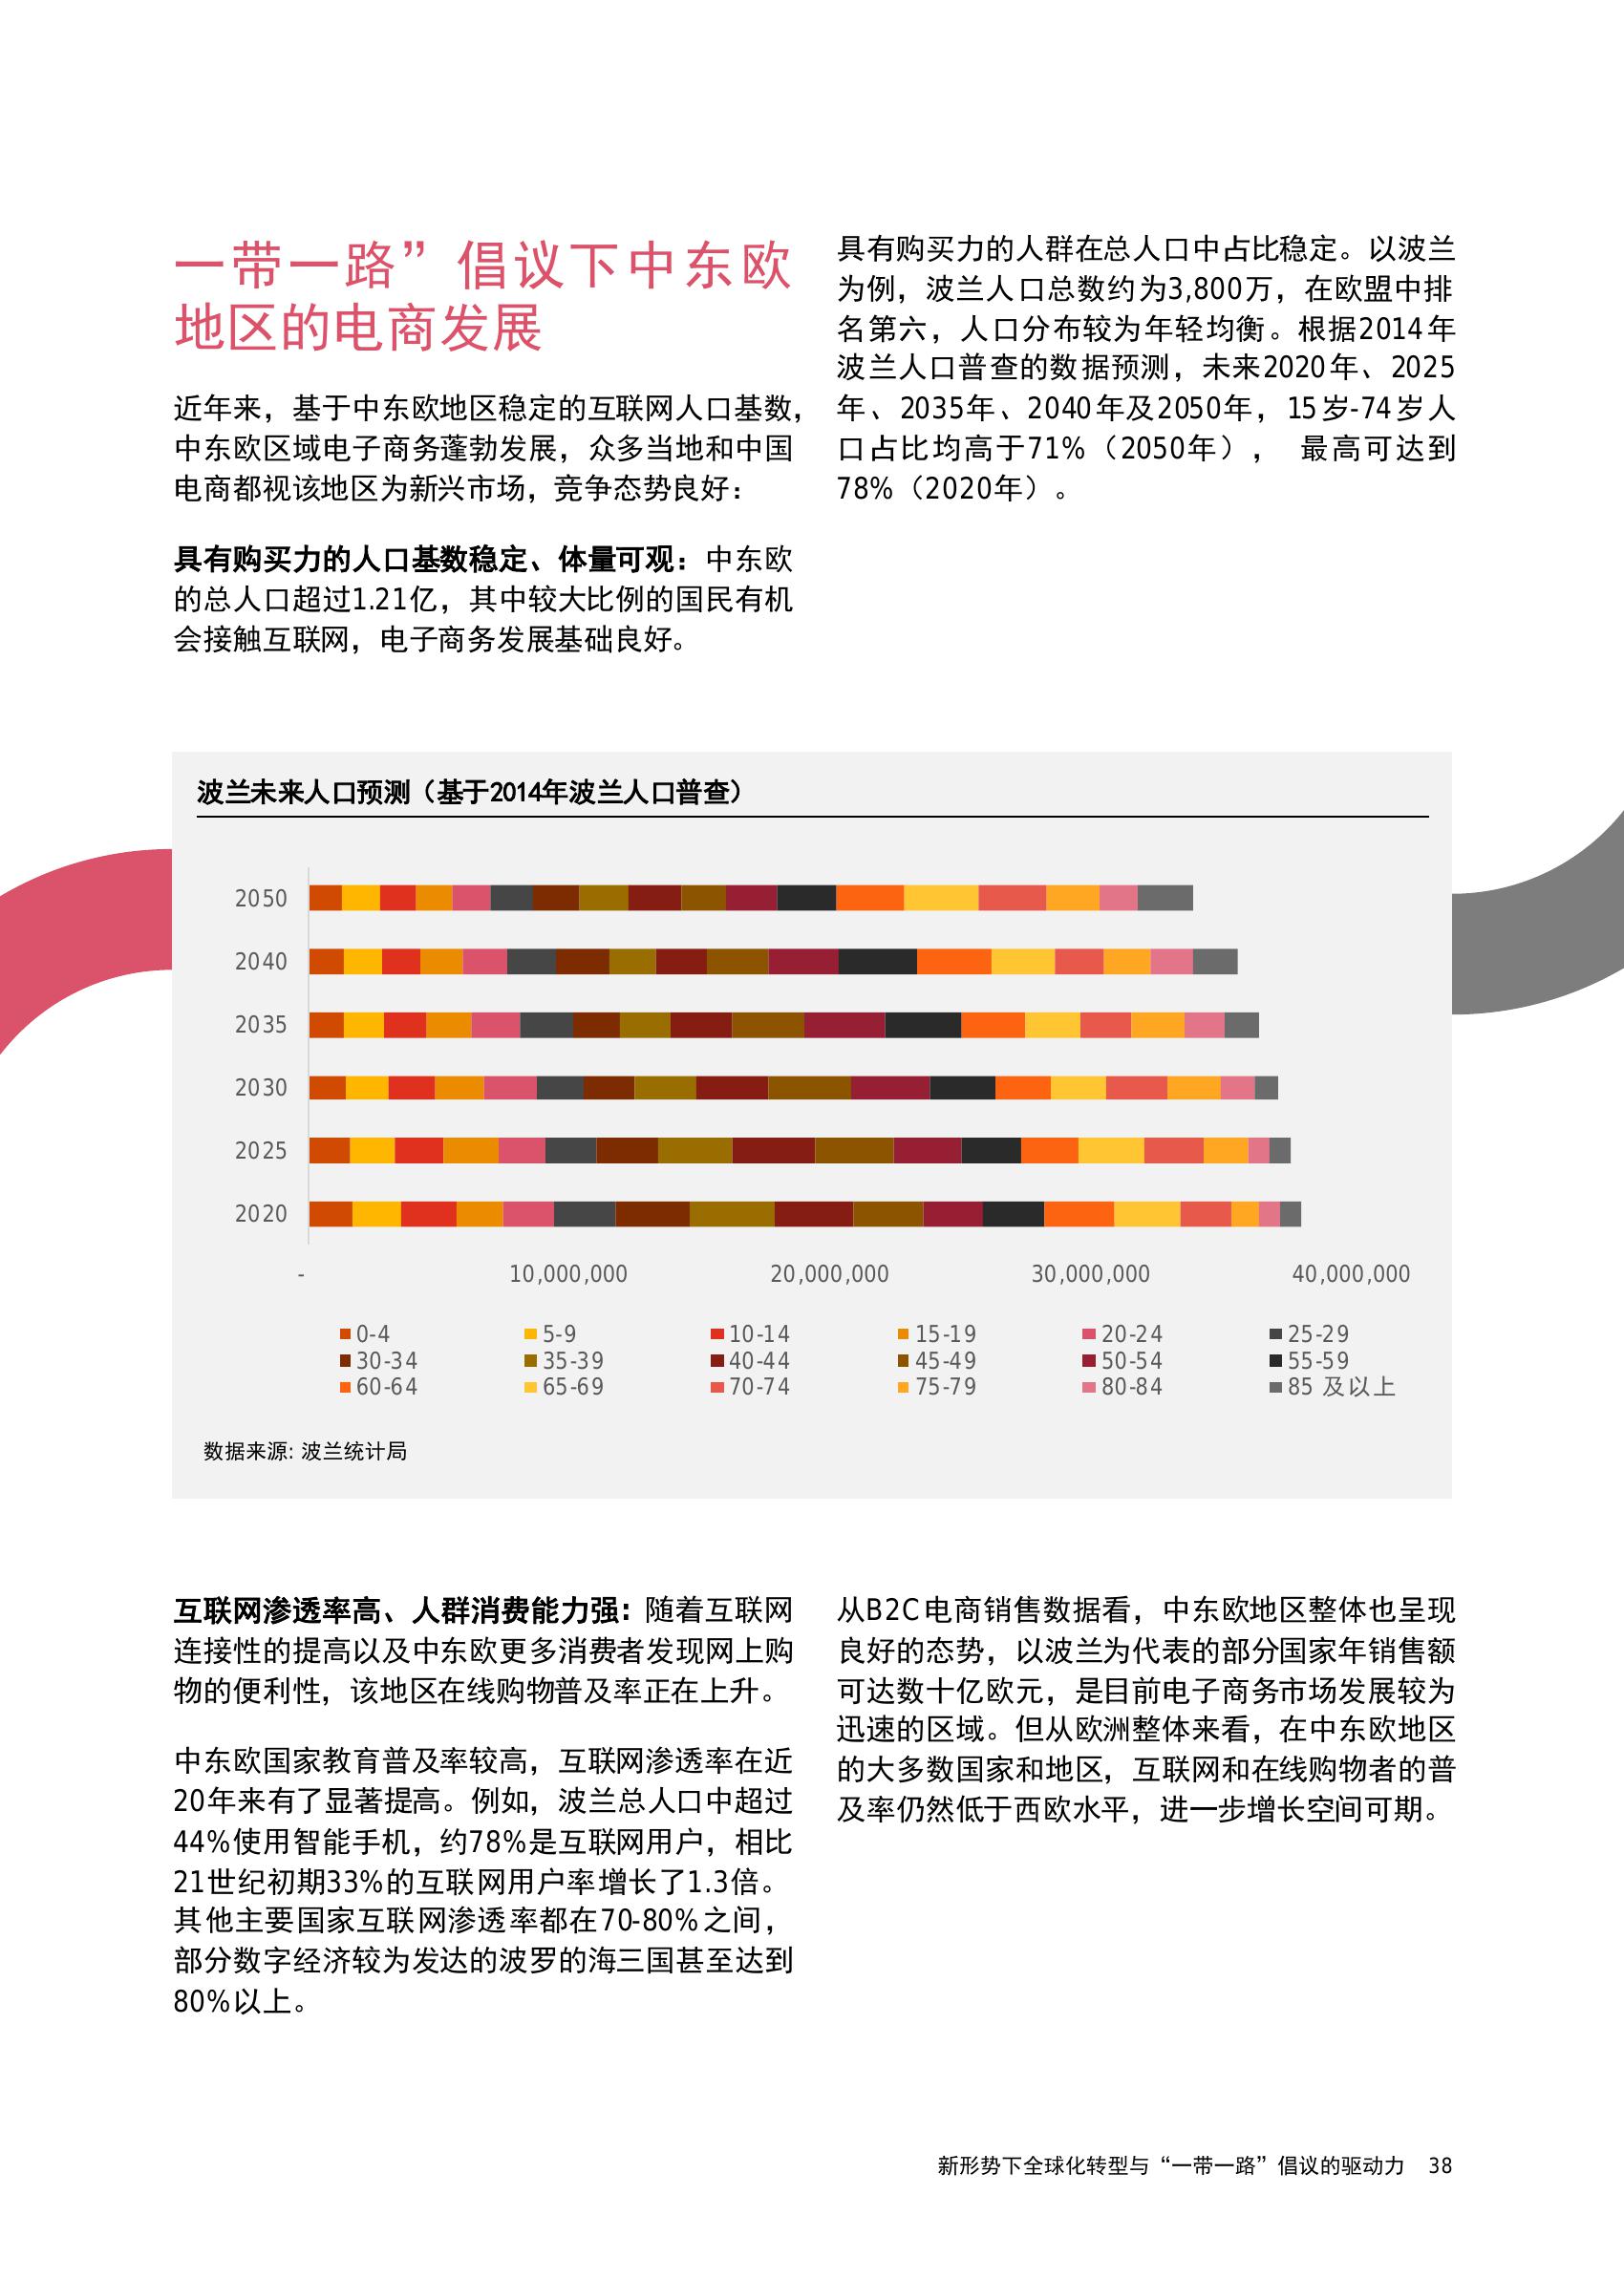 一带一路”倡议下中东欧
地区的电商发展
近年来，基于中东欧地区稳定的互联网人口基数，
中东欧区域电子商务蓬勃发展，众多当地和中国
电商都视该地区为新兴市场，竞争态势良好：
具有购买力的人口基数稳定、体量可观：中东欧
的总人口超过1.21亿，其中较大比例的国民有机
会接触互联网，电子商务发展基础良好。
具有购买力的人群在总人口中占比稳定。以波兰
为例，波兰人口总数约为3,800万，在欧盟中排
名第六，人口分布较为年轻均衡。根据2014年
波兰人口普查的数据预测，未来2020年、2025
年、2035年、2040年及2050年，15岁-74岁人
口占比均高于71%（2050年）， 最高可达到
78%（2020年）。
波兰未来人口预测（基于2014年波兰人口普查）
2050
2040
2035
2030
2025
2020
- 10,000,000 20,000,000 30,000,000 40,000,000
0-4 5-9 10-14 15-19 20-24 25-29
30-34 35-39 40-44 45-49 50-54 55-59
60-64 65-69 70-74 75-79 80-84 85 及以上
数据来源: 波兰统计局
互联网渗透率高、人群消费能力强：随着互联网
连接性的提高以及中东欧更多消费者发现网上购
物的便利性，该地区在线购物普及率正在上升。
中东欧国家教育普及率较高，互联网渗透率在近
20年来有了显著提高。例如，波兰总人口中超过
44%使用智能手机，约78%是互联网用户，相比
21世纪初期33%的互联网用户率增长了1.3倍。
其他主要国家互联网渗透率都在70-80%之间，
部分数字经济较为发达的波罗的海三国甚至达到
80%以上。
从B2C电商销售数据看，中东欧地区整体也呈现
良好的态势，以波兰为代表的部分国家年销售额
可达数十亿欧元，是目前电子商务市场发展较为
迅速的区域。但从欧洲整体来看，在中东欧地区
的大多数国家和地区，互联网和在线购物者的普
及率仍然低于西欧水平，进一步增长空间可期。
新形势下全球化转型与“一带一路”倡议的驱动力 38